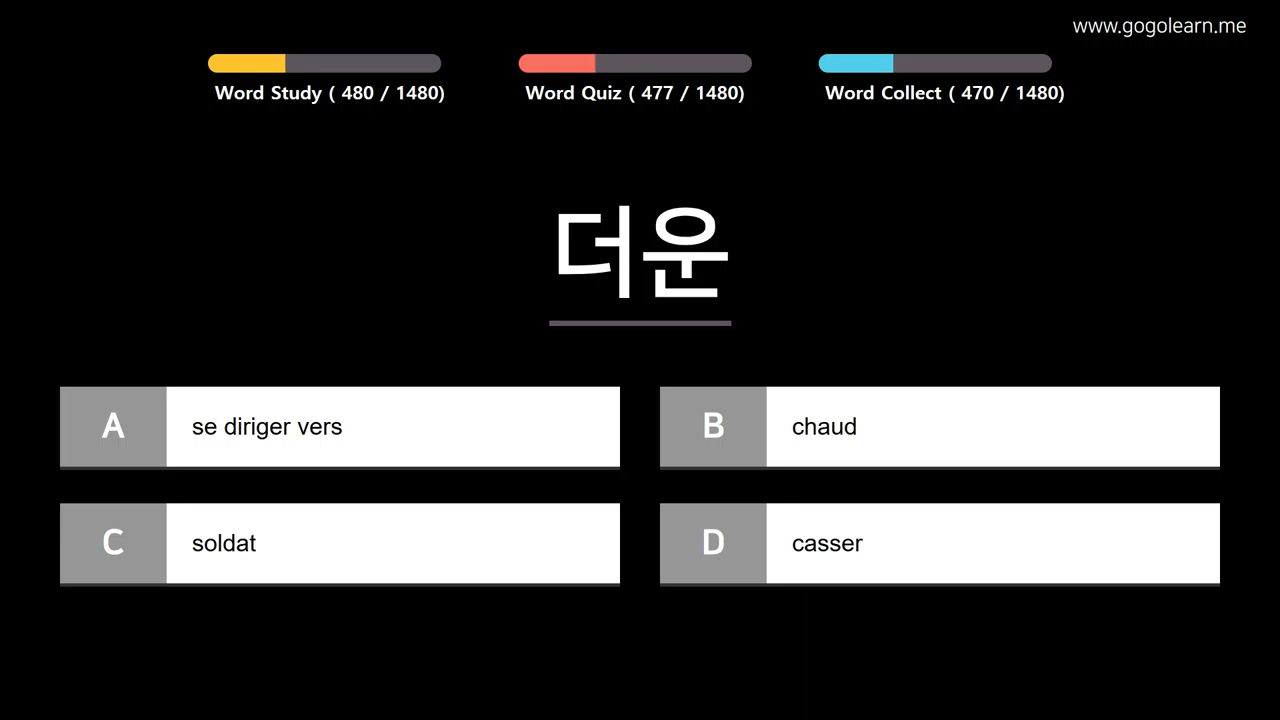 www.gogolearn.me
Word Study ( 480 / 1480)
Word Quiz ( 477 / 1480)
Word Collect ( 470 / 1480)
더운
A
se diriger vers
B
chaud
C
soldat
D
casser